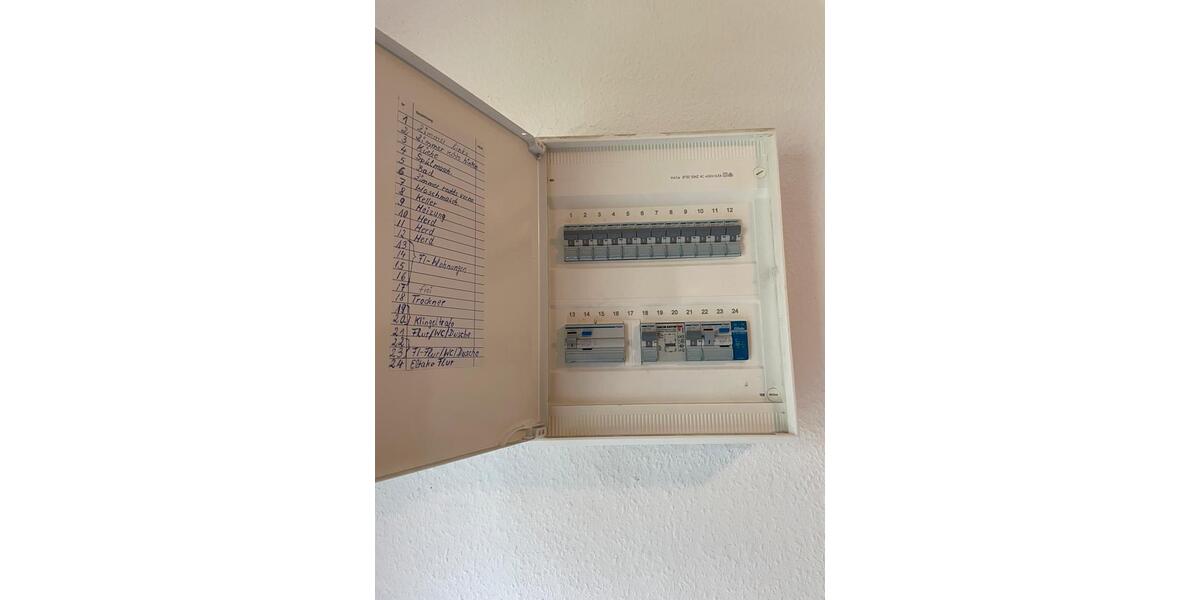 1 Zimmer links
2 Zimmer rechts hinten
3 Küche
4 Spülmasch.
5 Bad
6 Zimmer rechts vorne
7 Waschmasch
8 Keller
9 Heizung
10 Herd
11 Herd
12 Herd
13
14 FI-Wohnungen
15
16
17 frei
18 Trockner
19
20 Klingeltrafo
21 Flur/WC/Dusche
22
23 FI-Flur/WC/Dusche
24 Eltako Flur
1 2 3 4 5 6 7 8 9 10 11 12
13 14 15 16 17 18 19 20 21 22 23 24